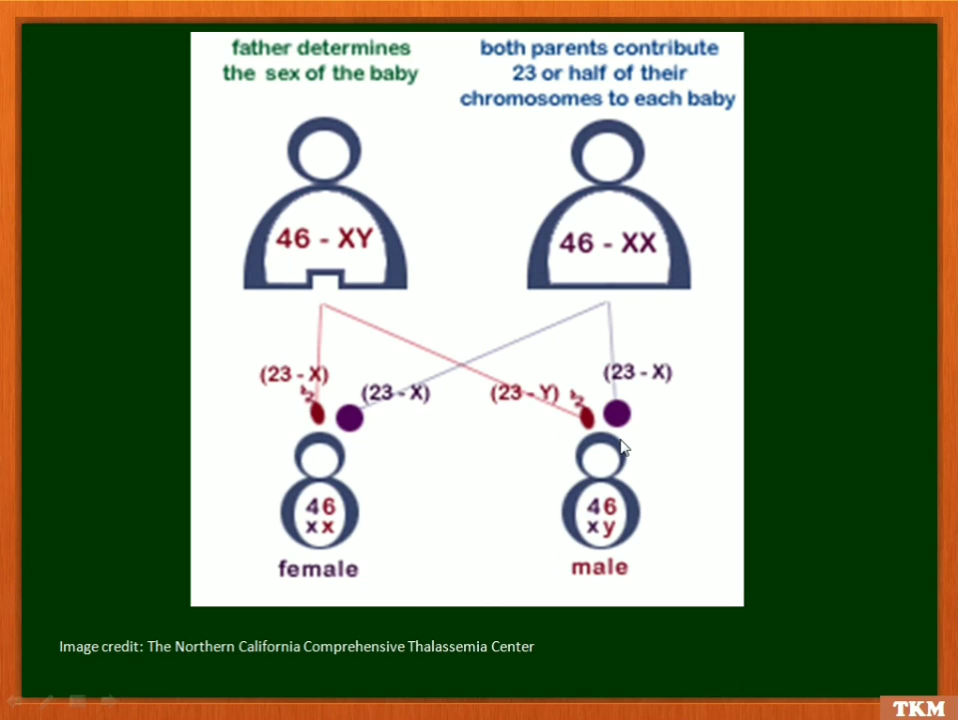 father determines
the sex of the baby
both parents contribute
23 or half of their
chromosomes to each baby
46 - XY
46 - XX
(23 - X)
(23 - X)
(23 - Y)
(23 - X)
46
xx
46
xy
female
male
Image credit: The Northern California Comprehensive Thalassemia Center
TKM